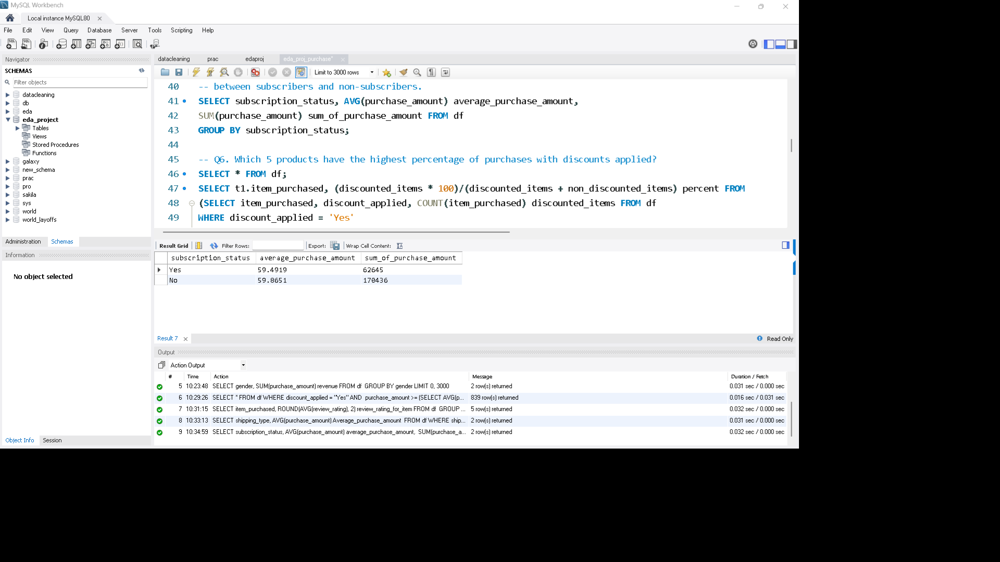 MySQL Workbench
Local instance MySQL80
File Edit View Query Database Server Tools Scripting Help
Navigator
SCHEMAS
Filter objects
datacleaning
db
eda
eda_project
Tables
Views
Stored Procedures
Functions
galaxy
new_schema
prac
pro
sakila
sys
world
world_layoffs
Administration Schemas
Information
No object selected
Object Info Session
datacleaning prac edaproj eda_proj_purchase*
Limit to 3000 rows
40 -- between subscribers and non-subscribers.
41 SELECT subscription_status, AVG(purchase_amount) average_purchase_amount,
42 SUM(purchase_amount) sum_of_purchase_amount FROM df
43 GROUP BY subscription_status;
44
45 -- Q6. Which 5 products have the highest percentage of purchases with discounts applied?
46 SELECT * FROM df;
47 SELECT t1.item_purchased, (discounted_items * 100)/(discounted_items + non_discounted_items) percent FROM
48 (SELECT item_purchased, discount_applied, COUNT(item_purchased) discounted_items FROM df
49 WHERE discount_applied = 'Yes'
Result Grid Filter Rows: Export: Wrap Cell Content:
subscription_status average_purchase_amount sum_of_purchase_amount
Yes 59.4919 62645
No 59.8651 170436
Result 7 Read Only
Output
Action Output
# Time Action Message Duration / Fetch
5 10:23:48 SELECT gender, SUM(purchase_amount) revenue FROM df GROUP BY gender LIMIT 0, 3000 2 row(s) returned 0.031 sec / 0.000 sec
6 10:29:26 SELECT * FROM df WHERE discount_applied = "Yes" AND purchase_amount >= (SELECT AVG(p... 839 row(s) returned 0.016 sec / 0.031 sec
7 10:31:15 SELECT item_purchased, ROUND(AVG(review_rating), 2) review_rating_for_item FROM df GROUP ... 5 row(s) returned 0.032 sec / 0.000 sec
8 10:33:13 SELECT shipping_type, AVG(purchase_amount) Average_purchase_amount FROM df WHERE ship... 2 row(s) returned 0.031 sec / 0.000 sec
9 10:34:59 SELECT subscription_status, AVG(purchase_amount) average_purchase_amount, SUM(purchase_a... 2 row(s) returned 0.032 sec / 0.000 sec